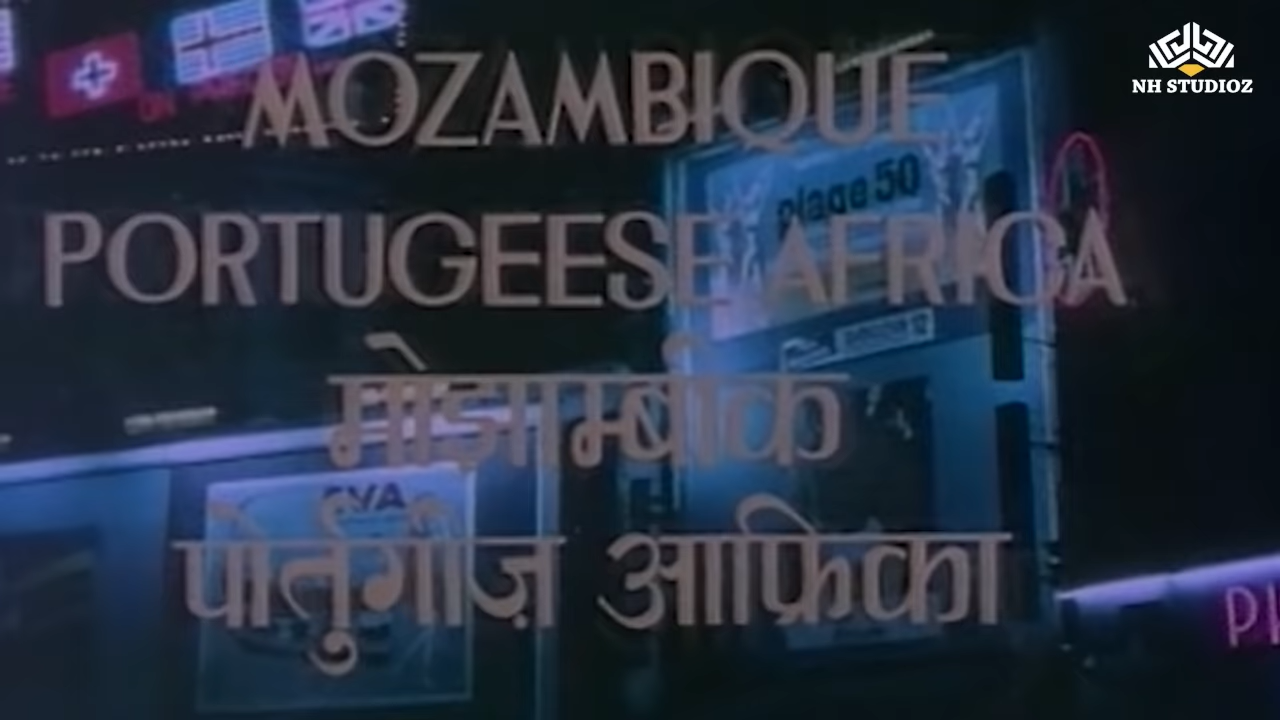 NH STUDIOZ
MOZAMBIQUE
plage 50
PORTUGEESE AFRICA
मोझाम्बीक
पोर्तुगीज़ आफ्रिका